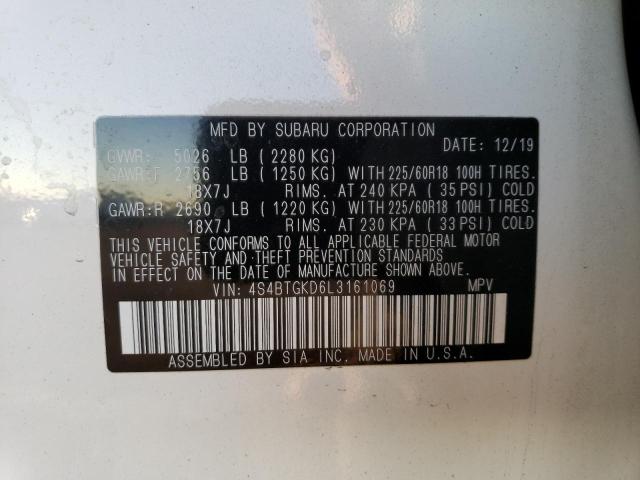 MFD BY SUBARU CORPORATION
DATE: 12/19
GVWR: 5026 LB (2280 KG)
GAWR:F 2756 LB (1250 KG) WITH 225/60R18 100H TIRES.
18X7J RIMS. AT 240 KPA (35 PSI) COLD
GAWR:R 2690 LB (1220 KG) WITH 225/60R18 100H TIRES.
18X7J RIMS. AT 230 KPA (33 PSI) COLD
THIS VEHICLE CONFORMS TO ALL APPLICABLE FEDERAL MOTOR
VEHICLE SAFETY AND -THEFT PREVENTION STANDARDS
IN EFFECT ON THE DATE OF MANUFACTURE SHOWN ABOVE.
VIN: 4S4BTGKD6L3161069 MPV
ASSEMBLED BY SIA INC. MADE IN U.S.A.